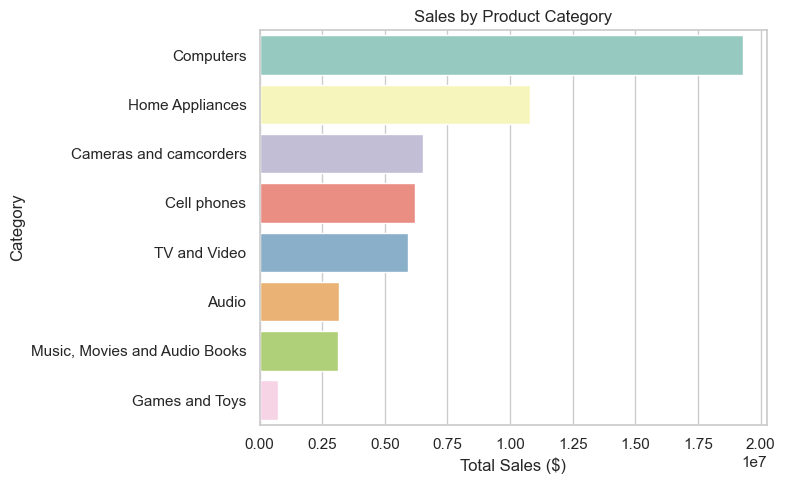 Sales by Product Category
Category
Computers
Home Appliances
Cameras and camcorders
Cell phones
TV and Video
Audio
Music, Movies and Audio Books
Games and Toys
0.00 0.25 0.50 0.75 1.00 1.25 1.50 1.75 2.00
1e7
Total Sales ($)